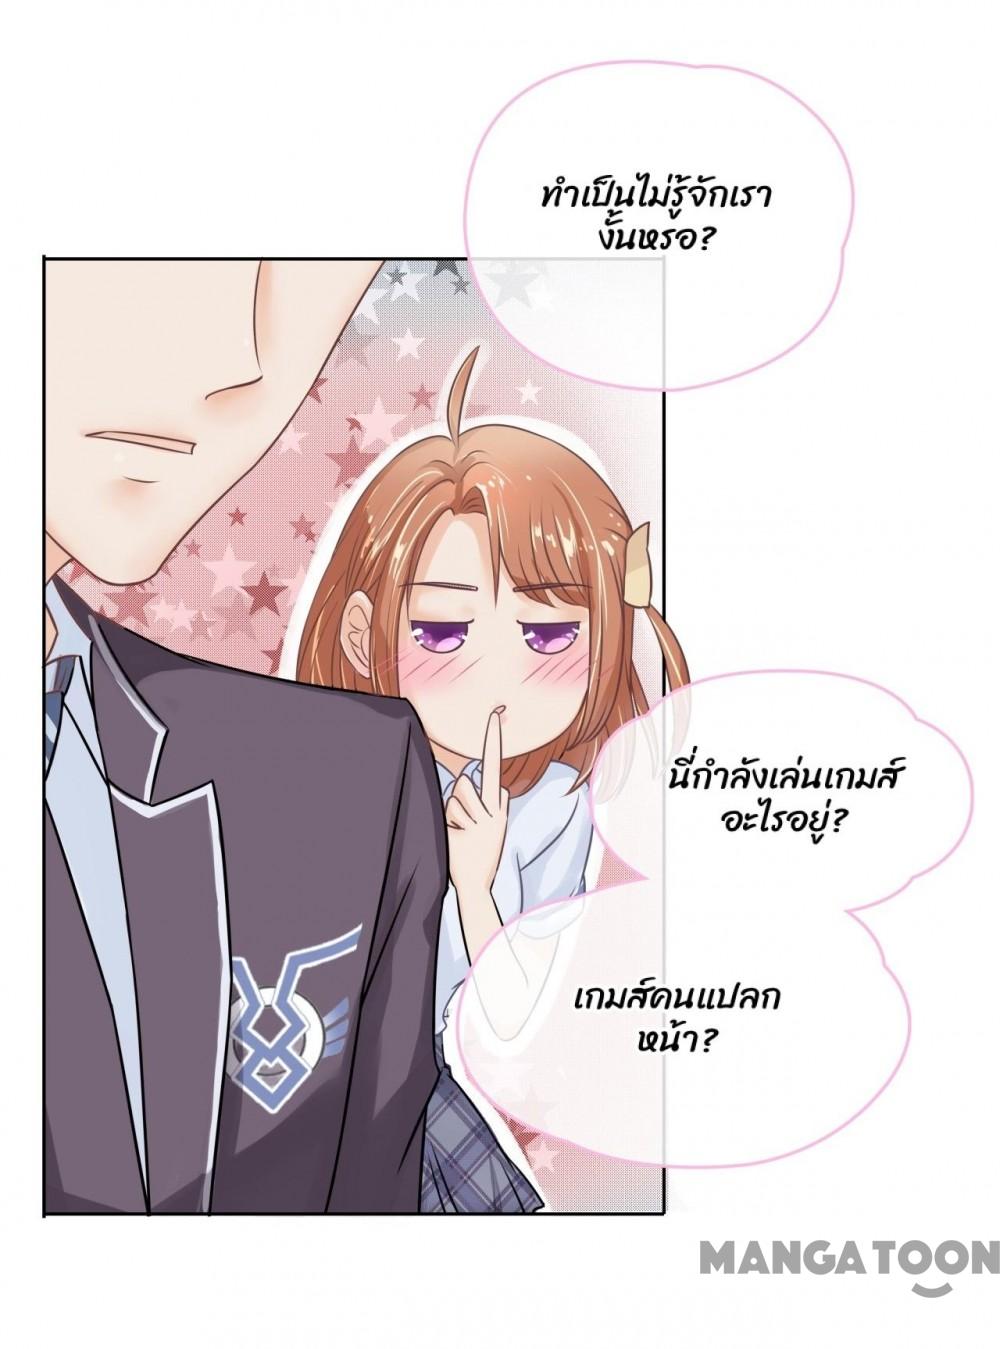 ทำเป็นไม่รู้จักเรา
งั้นหรอ?
นี่กำลังเล่นเกมส์
อะไรอยู่?
เกมส์คนแปลก
หน้า?
MANGATOON